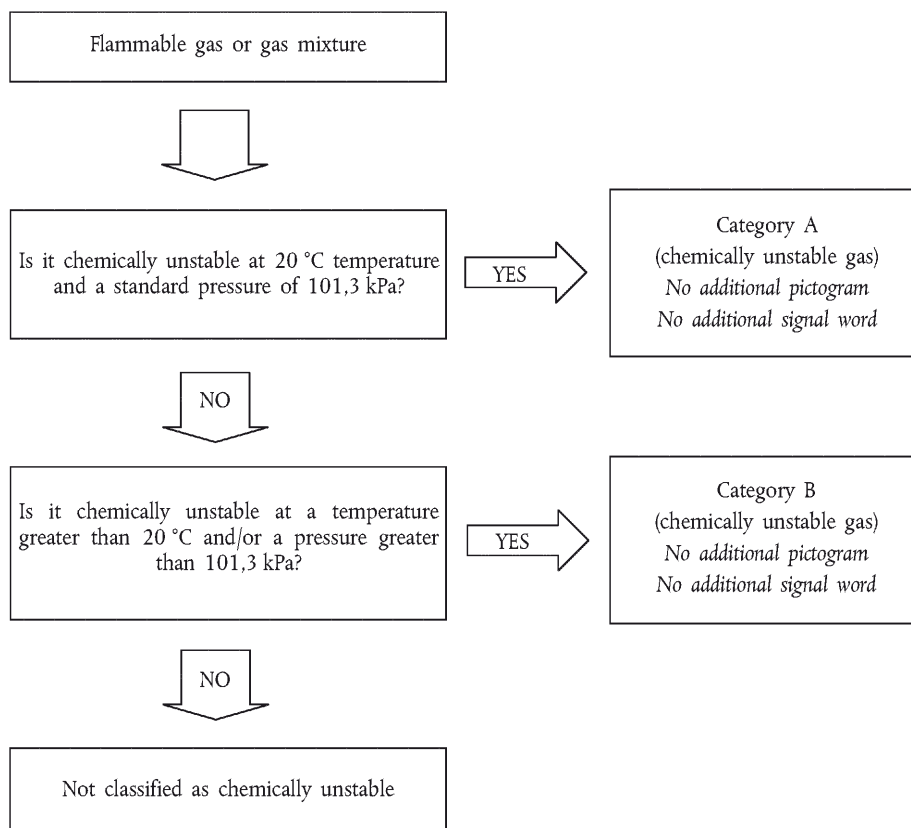 Flammable gas or gas mixture
Is it chemically unstable at 20 °C temperature
and a standard pressure of 101,3 kPa?
YES
Category A
(chemically unstable gas)
No additional pictogram
No additional signal word
NO
Is it chemically unstable at a temperature
greater than 20 °C and/or a pressure greater
than 101,3 kPa?
YES
Category B
(chemically unstable gas)
No additional pictogram
No additional signal word
NO
Not classified as chemically unstable